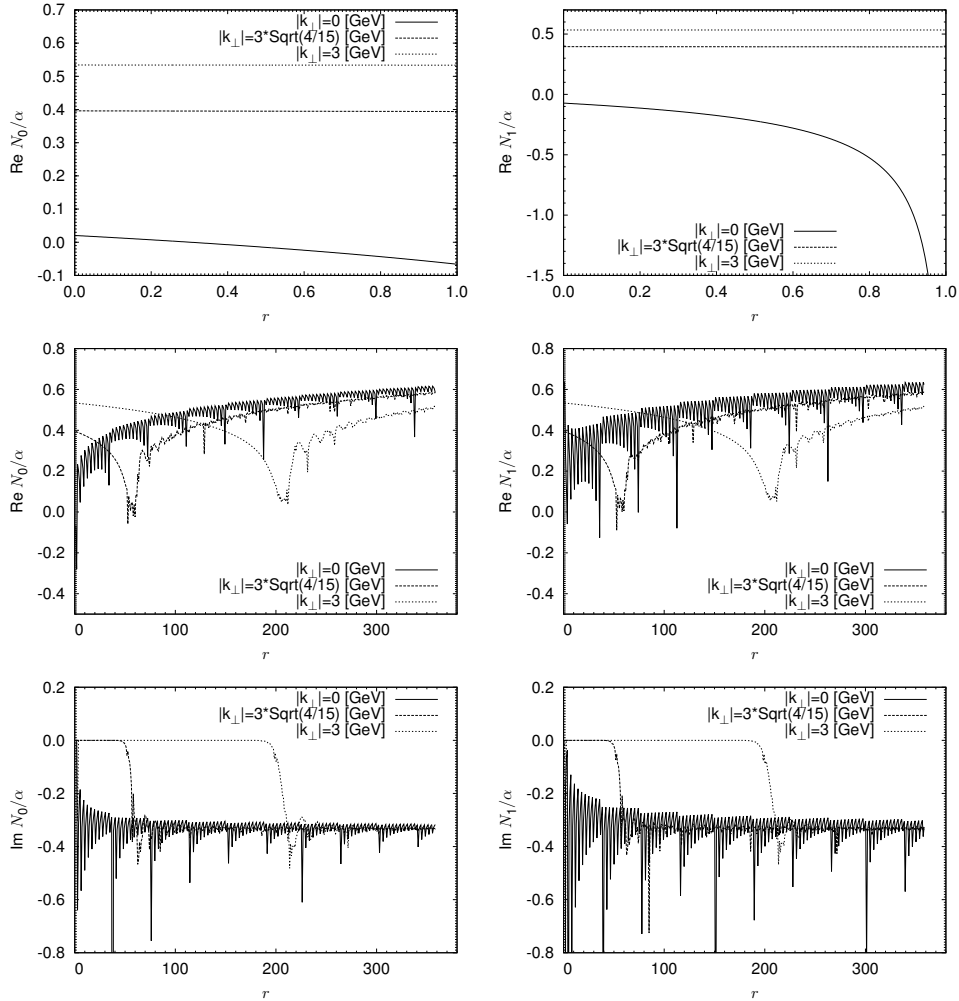 0.7
0.6
0.5
0.4
0.3
0.2
0.1
0.0
-0.1
0.0 0.2 0.4 0.6 0.8 1.0
Re N₀/α
r
|k⊥|=0 [GeV]
|k⊥|=3*Sqrt(4/15) [GeV]
|k⊥|=3 [GeV]
0.5
0.0
-0.5
-1.0
-1.5
0.0 0.2 0.4 0.6 0.8 1.0
Re N₁/α
r
|k⊥|=0 [GeV]
|k⊥|=3*Sqrt(4/15) [GeV]
|k⊥|=3 [GeV]
0.8
0.6
0.4
0.2
0.0
-0.2
-0.4
0 100 200 300
Re N₀/α
r
|k⊥|=0 [GeV]
|k⊥|=3*Sqrt(4/15) [GeV]
|k⊥|=3 [GeV]
0.8
0.6
0.4
0.2
0.0
-0.2
-0.4
0 100 200 300
Re N₁/α
r
|k⊥|=0 [GeV]
|k⊥|=3*Sqrt(4/15) [GeV]
|k⊥|=3 [GeV]
0.2
0.0
-0.2
-0.4
-0.6
-0.8
0 100 200 300
Im N₀/α
r
|k⊥|=0 [GeV]
|k⊥|=3*Sqrt(4/15) [GeV]
|k⊥|=3 [GeV]
0.2
0.0
-0.2
-0.4
-0.6
-0.8
0 100 200 300
Im N₁/α
r
|k⊥|=0 [GeV]
|k⊥|=3*Sqrt(4/15) [GeV]
|k⊥|=3 [GeV]